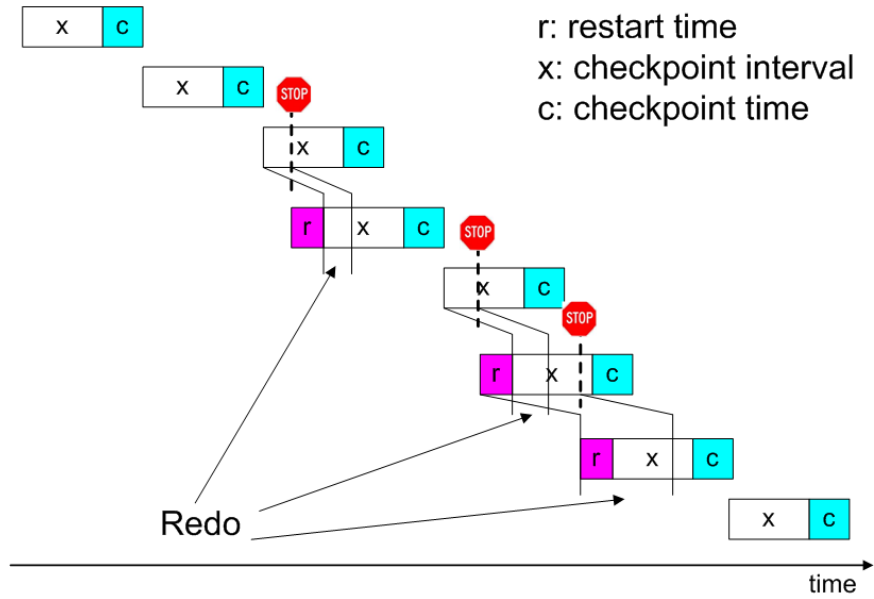 x c
r: restart time
x: checkpoint interval
c: checkpoint time
x c
STOP
x c
r x c
STOP
x c
STOP
r x c
r x c
Redo
x c
time